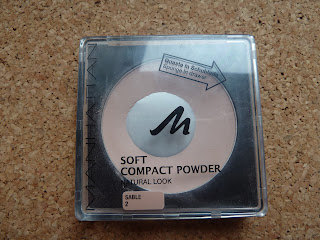 MANHATTAN
Quaste in Schublade
Sponge in drawer
M
SOFT
COMPACT POWDER
NATURAL LOOK
SABLE
2